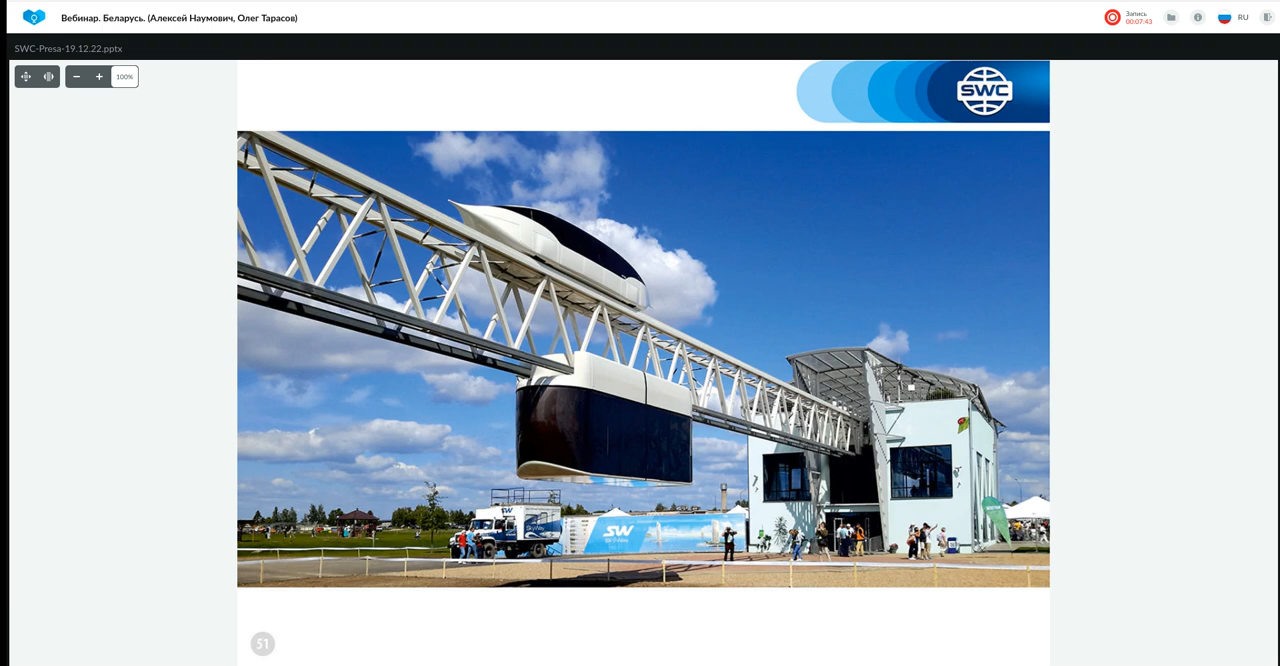 Вебинар. Беларусь. (Алексей Наумович, Олег Тарасов)
Запись
00:07:43
RU
SWC-Presa-19.12.22.pptx
100%
SWC
SW
SkyWay
SW
51